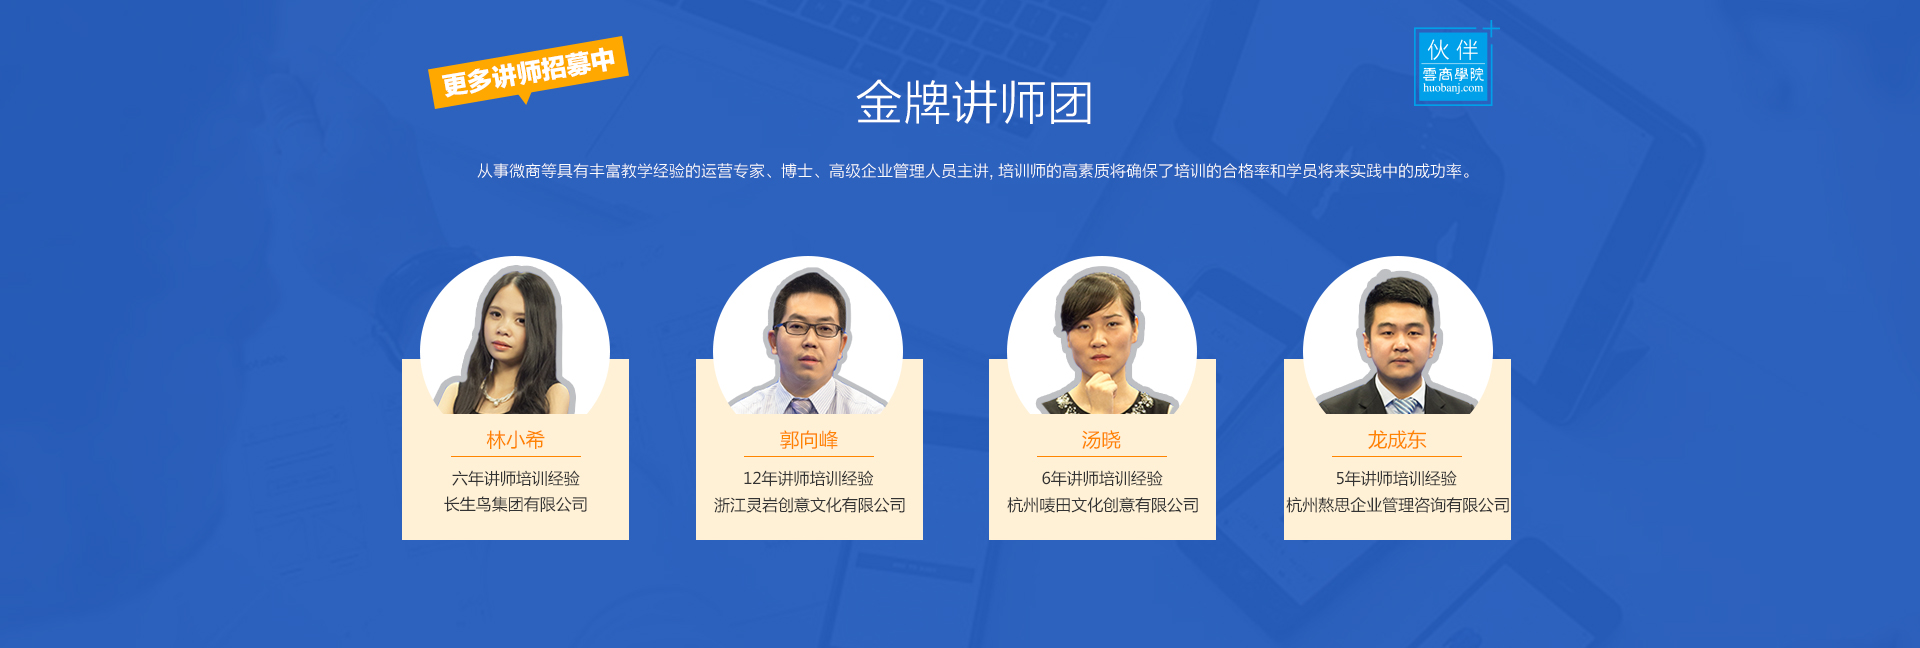 更多讲师招募中
伙伴
雲商學院
huobanj.com
金牌讲师团
从事微商等具有丰富教学经验的运营专家、博士、高级企业管理人员主讲, 培训师的高素质将确保了培训的合格率和学员将来实践中的成功率。
林小希
六年讲师培训经验
长生鸟集团有限公司
郭向峰
12年讲师培训经验
浙江灵岩创意文化有限公司
汤晓
6年讲师培训经验
杭州唛田文化创意有限公司
龙成东
5年讲师培训经验
杭州熬思企业管理咨询有限公司